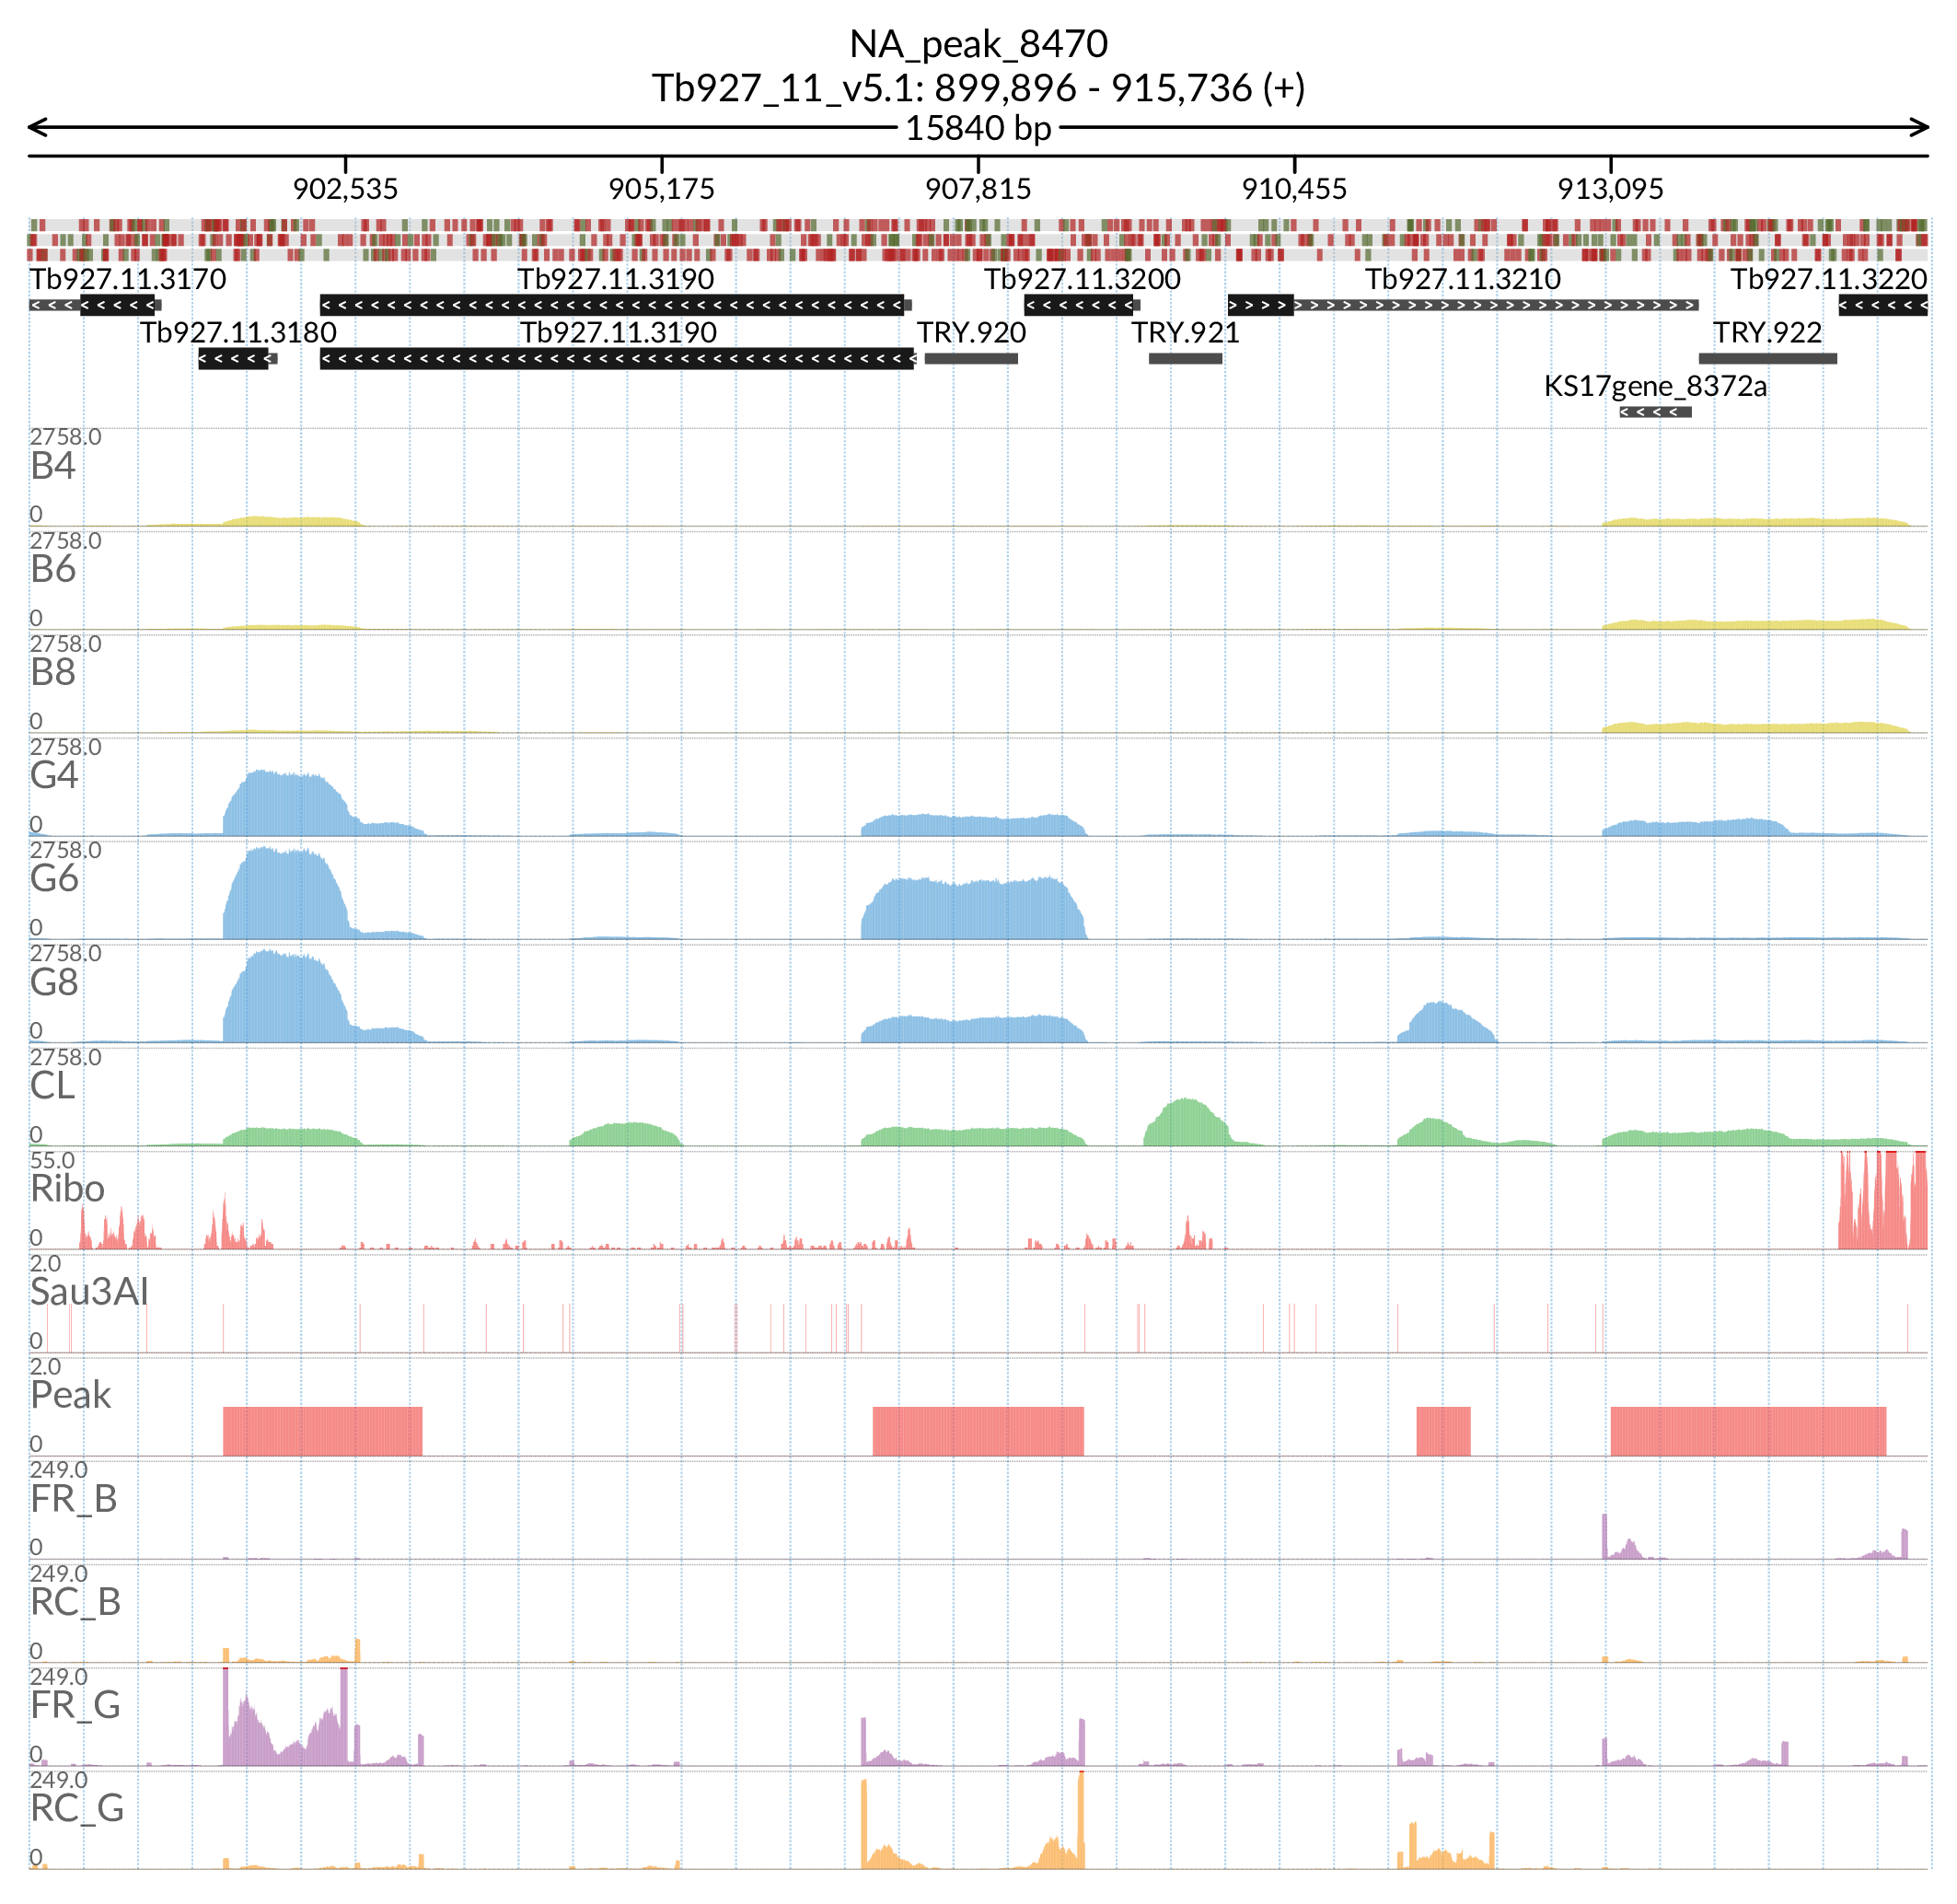 NA_peak_8470
Tb927_11_v5.1: 899,896 - 915,736 (+)
15840 bp
902,535 905,175 907,815 910,455 913,095
Tb927.11.3170 Tb927.11.3190 Tb927.11.3200 Tb927.11.3210 Tb927.11.3220
Tb927.11.3180 Tb927.11.3190 TRY.920 TRY.921 TRY.922
KS17gene_8372a
2758.0
B4
0
2758.0
B6
0
2758.0
B8
0
2758.0
G4
0
2758.0
G6
0
2758.0
G8
0
2758.0
CL
0
55.0
Ribo
0
2.0
Sau3AI
0
2.0
Peak
0
249.0
FR_B
0
249.0
RC_B
0
249.0
FR_G
0
249.0
RC_G
0